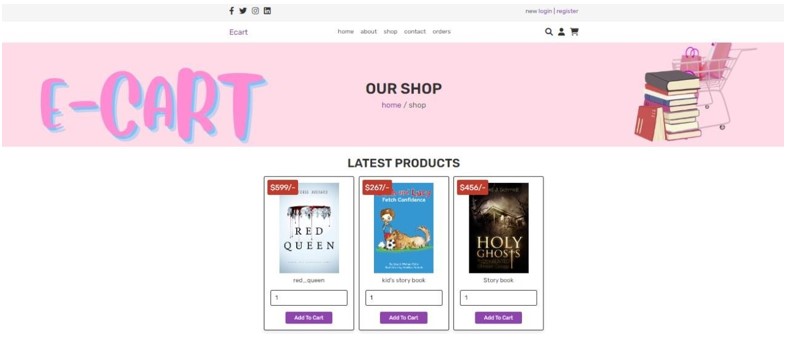 new login | register
Ecart
home about shop contact orders
E-CART
OUR SHOP
home / shop
LATEST PRODUCTS
$599/-
RED
QUEEN
red_queen
1
Add To Cart
$267/-
Fetch Confidence
kid's story book
1
Add To Cart
$456/-
HOLY
GHOSTS
Story book
1
Add To Cart